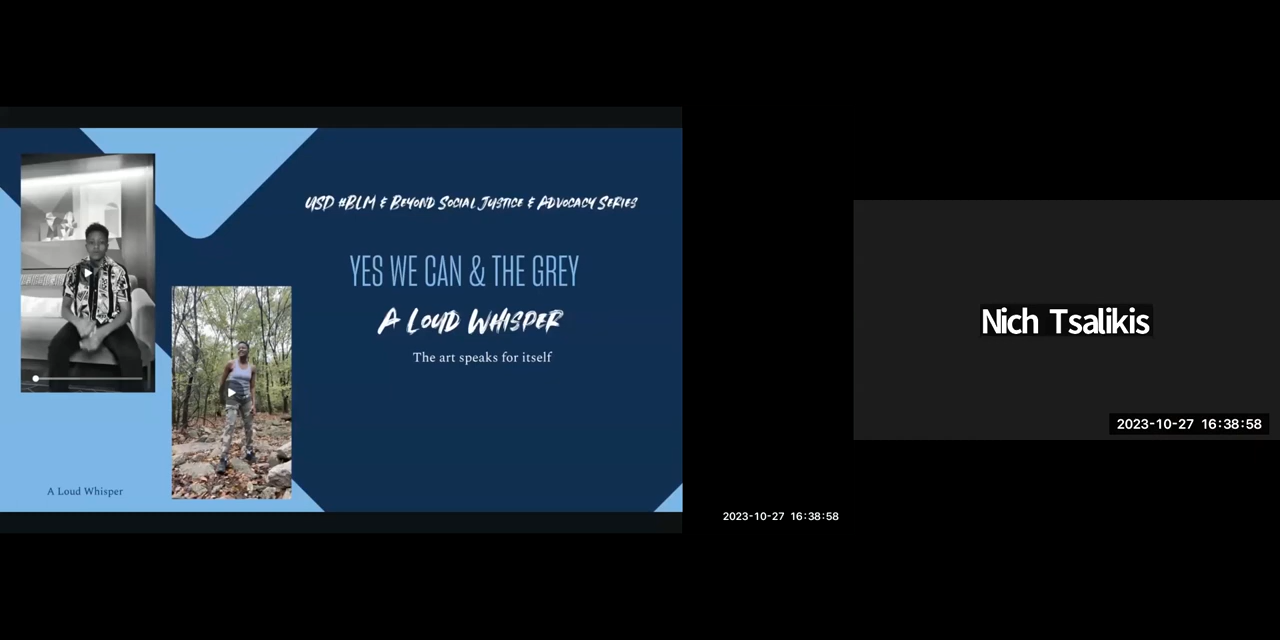 USD #BLM & Beyond Social Justice & Advocacy Series
YES WE CAN & THE GREY
A Loud Whisper
The art speaks for itself
A Loud Whisper
Nich Tsalikis
2023-10-27 16:38:58
2023-10-27 16:38:58